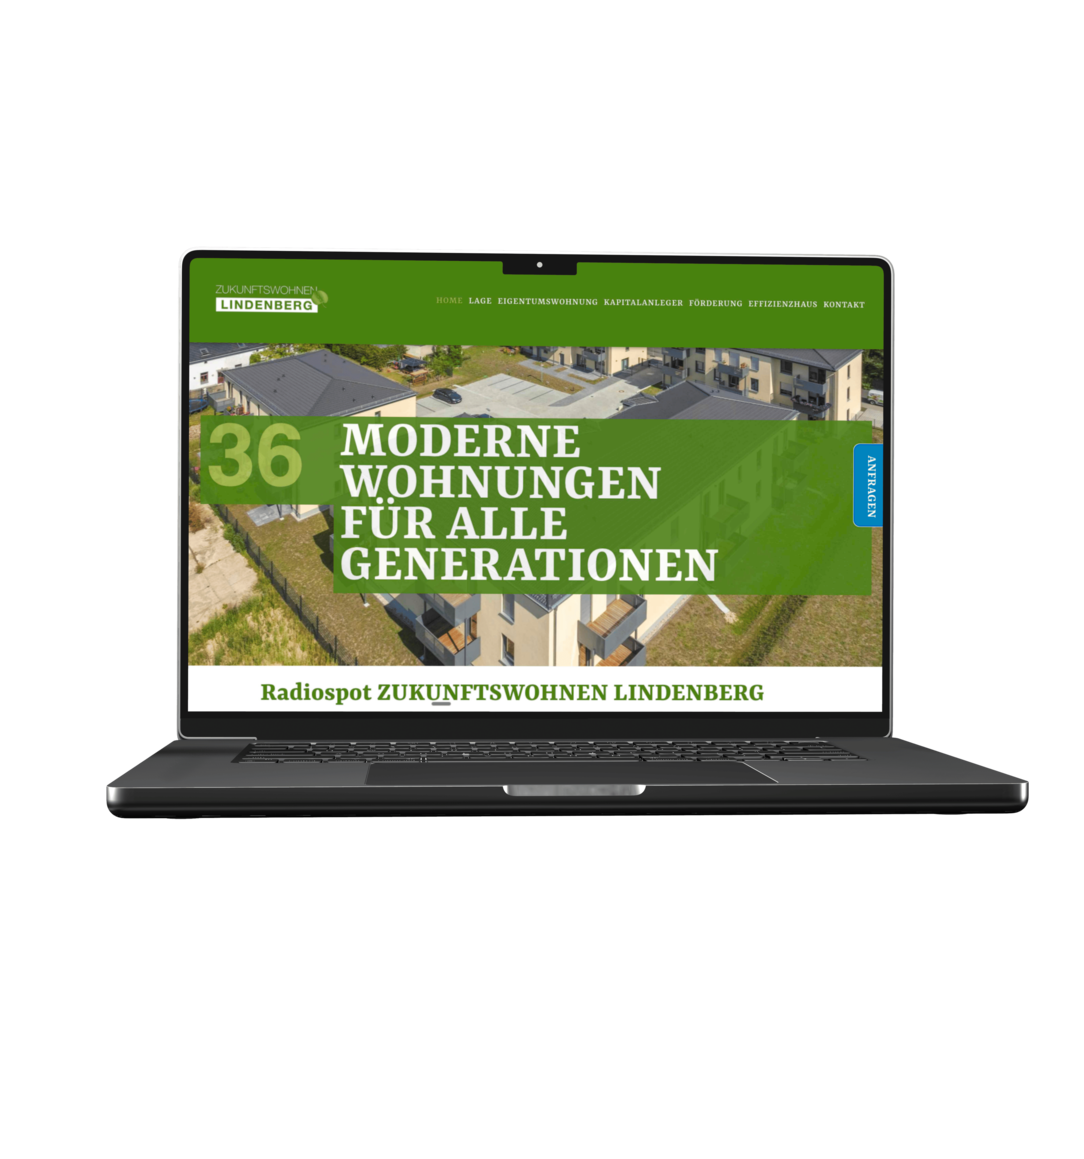 ZUKUNFTSWOHNEN
LINDENBERG
HOME LAGE EIGENTUMSWOHNUNG KAPITALANLEGER FÖRDERUNG EFFIZIENZHAUS KONTAKT
36 MODERNE
WOHNUNGEN
FÜR ALLE
GENERATIONEN
ANFRAGEN
Radiospot ZUKUNFTSWOHNEN LINDENBERG